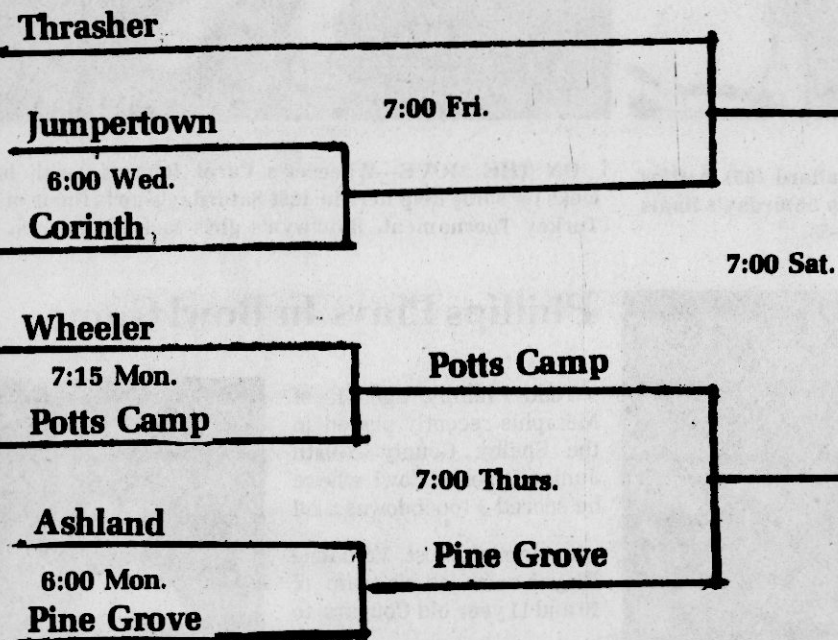 Thrasher
7:00 Fri.
Jumpertown
6:00 Wed.
Corinth
7:00 Sat.
Wheeler
7:15 Mon.
Potts Camp
Potts Camp
7:00 Thurs.
Ashland
6:00 Mon.
Pine Grove
Pine Grove